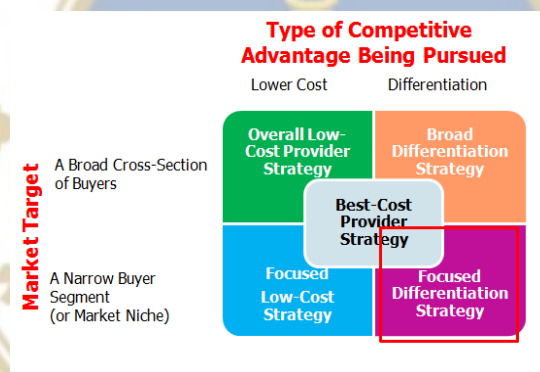 Type of Competitive
Advantage Being Pursued
Lower Cost
Differentiation
Market Target
A Broad Cross-Section
of Buyers
Overall Low-
Cost Provider
Strategy
Broad
Differentiation
Strategy
Best-Cost
Provider
Strategy
A Narrow Buyer
Segment
(or Market Niche)
Focused
Low-Cost
Strategy
Focused
Differentiation
Strategy